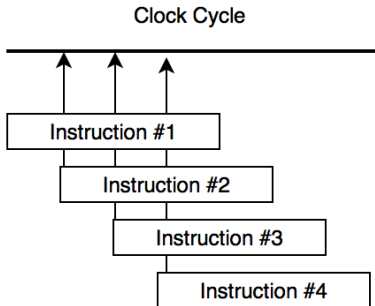 Clock Cycle
Instruction #1
Instruction #2
Instruction #3
Instruction #4